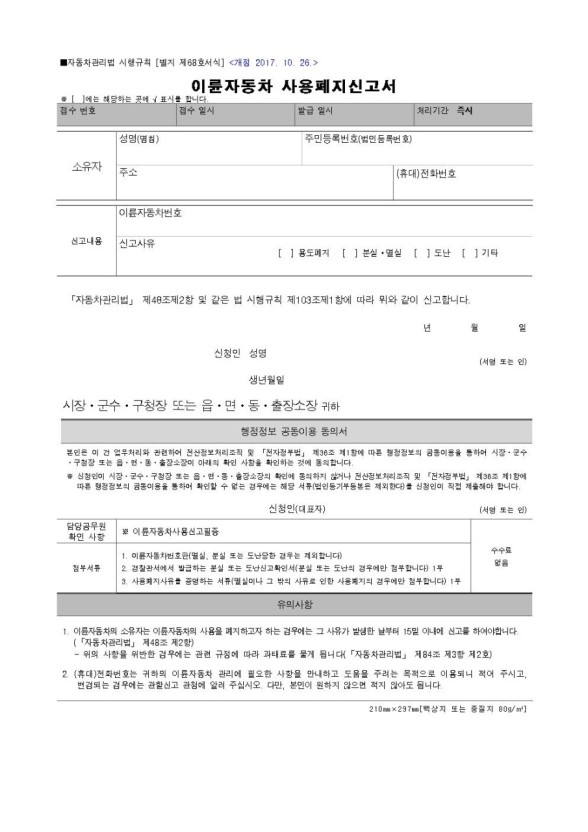 ■자동차관리법 시행규칙 [별지 제68호서식] <개정 2017. 10. 26.>
이륜자동차 사용폐지신고서
※ [ ]에는 해당하는 곳에 √ 표시를 합니다.
접수 번호 접수 일시 발급 일시 처리기간 즉시
소유자
성명(명칭) 주민등록번호(법인등록번호)
주소 (휴대)전화번호
신고내용
이륜자동차번호
신고사유
[ ] 용도폐지 [ ] 분실·멸실 [ ] 도난 [ ] 기타
「자동차관리법」 제48조제2항 및 같은 법 시행규칙 제103조제1항에 따라 위와 같이 신고합니다.
년 월 일
신청인 성명
(서명 또는 인)
생년월일
시장·군수·구청장 또는 읍·면·동·출장소장 귀하
행정정보 공동이용 동의서
본인은 이 건 업무처리와 관련하여 전산정보처리조직 및 「전자정부법」 제36조 제1항에 따른 행정정보의 공동이용을 통하여 시장·군수
·구청장 또는 읍·면·동·출장소장이 아래의 확인 사항을 확인하는 것에 동의합니다.
※ 신청인이 시장·군수·구청장 또는 읍·면·동·출장소장의 확인에 동의하지 않거나 전산정보처리조직 및 「전자정부법」 제36조 제1항에
따른 행정정보의 공동이용을 통하여 확인할 수 없는 경우에는 해당 서류(법인등기부등본은 제외한다)를 신청인이 직접 제출해야 합니다.
신청인(대표자) (서명 또는 인)
담당공무원
확인 사항
※ 이륜자동차사용신고필증
첨부서류
1. 이륜자동차번호판(멸실, 분실 또는 도난당한 경우는 제외합니다)
2. 경찰관서에서 발급하는 분실 또는 도난신고확인서(분실 또는 도난의 경우에만 첨부합니다) 1부
3. 사용폐지사유를 증명하는 서류(멸실이나 그 밖의 사유로 인한 사용폐지의 경우에만 첨부합니다) 1부
수수료
없음
유의사항
1. 이륜자동차의 소유자는 이륜자동차의 사용을 폐지하고자 하는 경우에는 그 사유가 발생한 날부터 15일 이내에 신고를 하여야합니다.
(「자동차관리법」 제48조 제2항)
- 위의 사항을 위반한 경우에는 관련 규정에 따라 과태료를 물게 됩니다(「자동차관리법」 제84조 제3항 제2호)
2. (휴대)전화번호는 귀하의 이륜자동차 관리에 필요한 사항을 안내하고 도움을 주려는 목적으로 이용되니 적어 주시고,
변경되는 경우에는 관할신고 관청에 알려 주십시오. 다만, 본인이 원하지 않으면 적지 않아도 됩니다.
210㎜×297㎜[백상지 또는 중질지 80g/㎡]